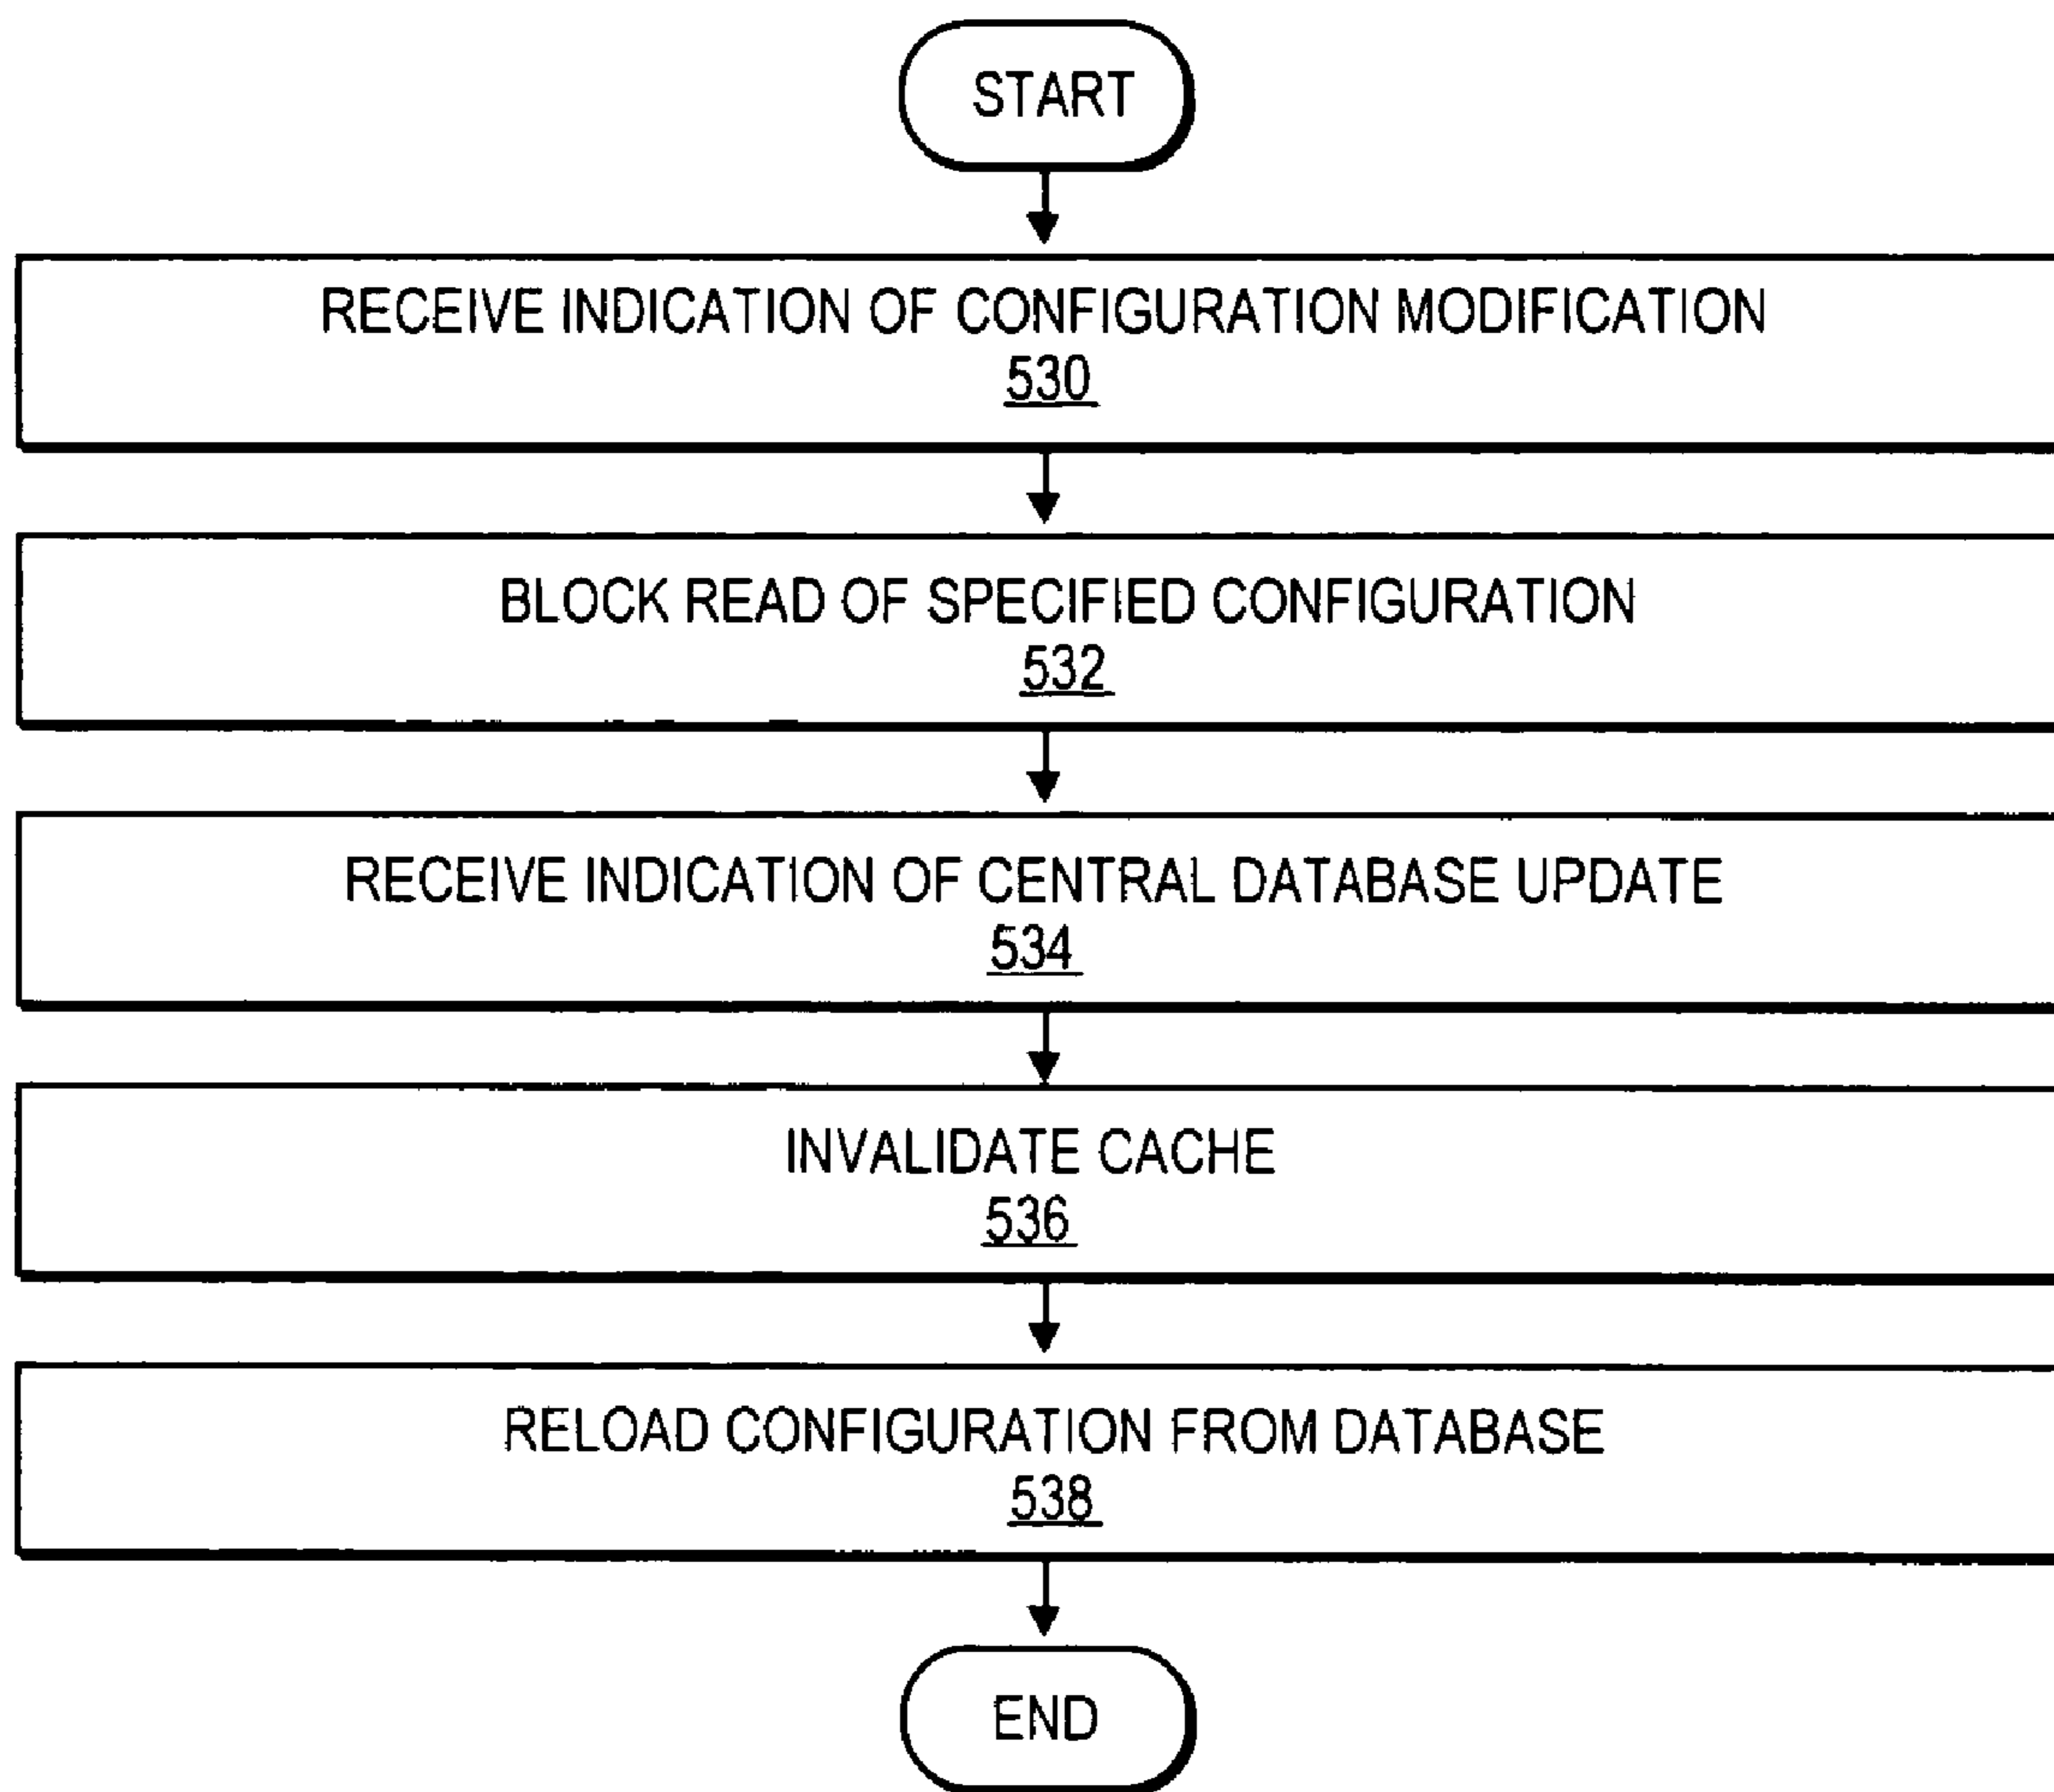 START
RECEIVE INDICATION OF CONFIGURATION MODIFICATION
530
BLOCK READ OF SPECIFIED CONFIGURATION
532
RECEIVE INDICATION OF CENTRAL DATABASE UPDATE
534
INVALIDATE CACHE
536
RELOAD CONFIGURATION FROM DATABASE
538
END